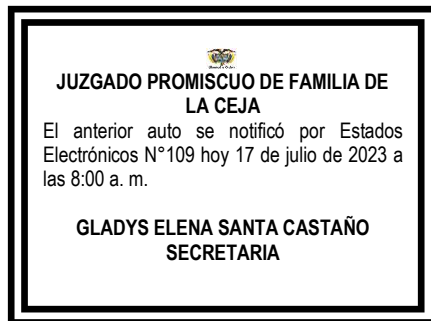 JUZGADO PROMISCUO DE FAMILIA DE
LA CEJA
El anterior auto se notificó por Estados
Electrónicos N°109 hoy 17 de julio de 2023 a
las 8:00 a. m.
GLADYS ELENA SANTA CASTAÑO
SECRETARIA